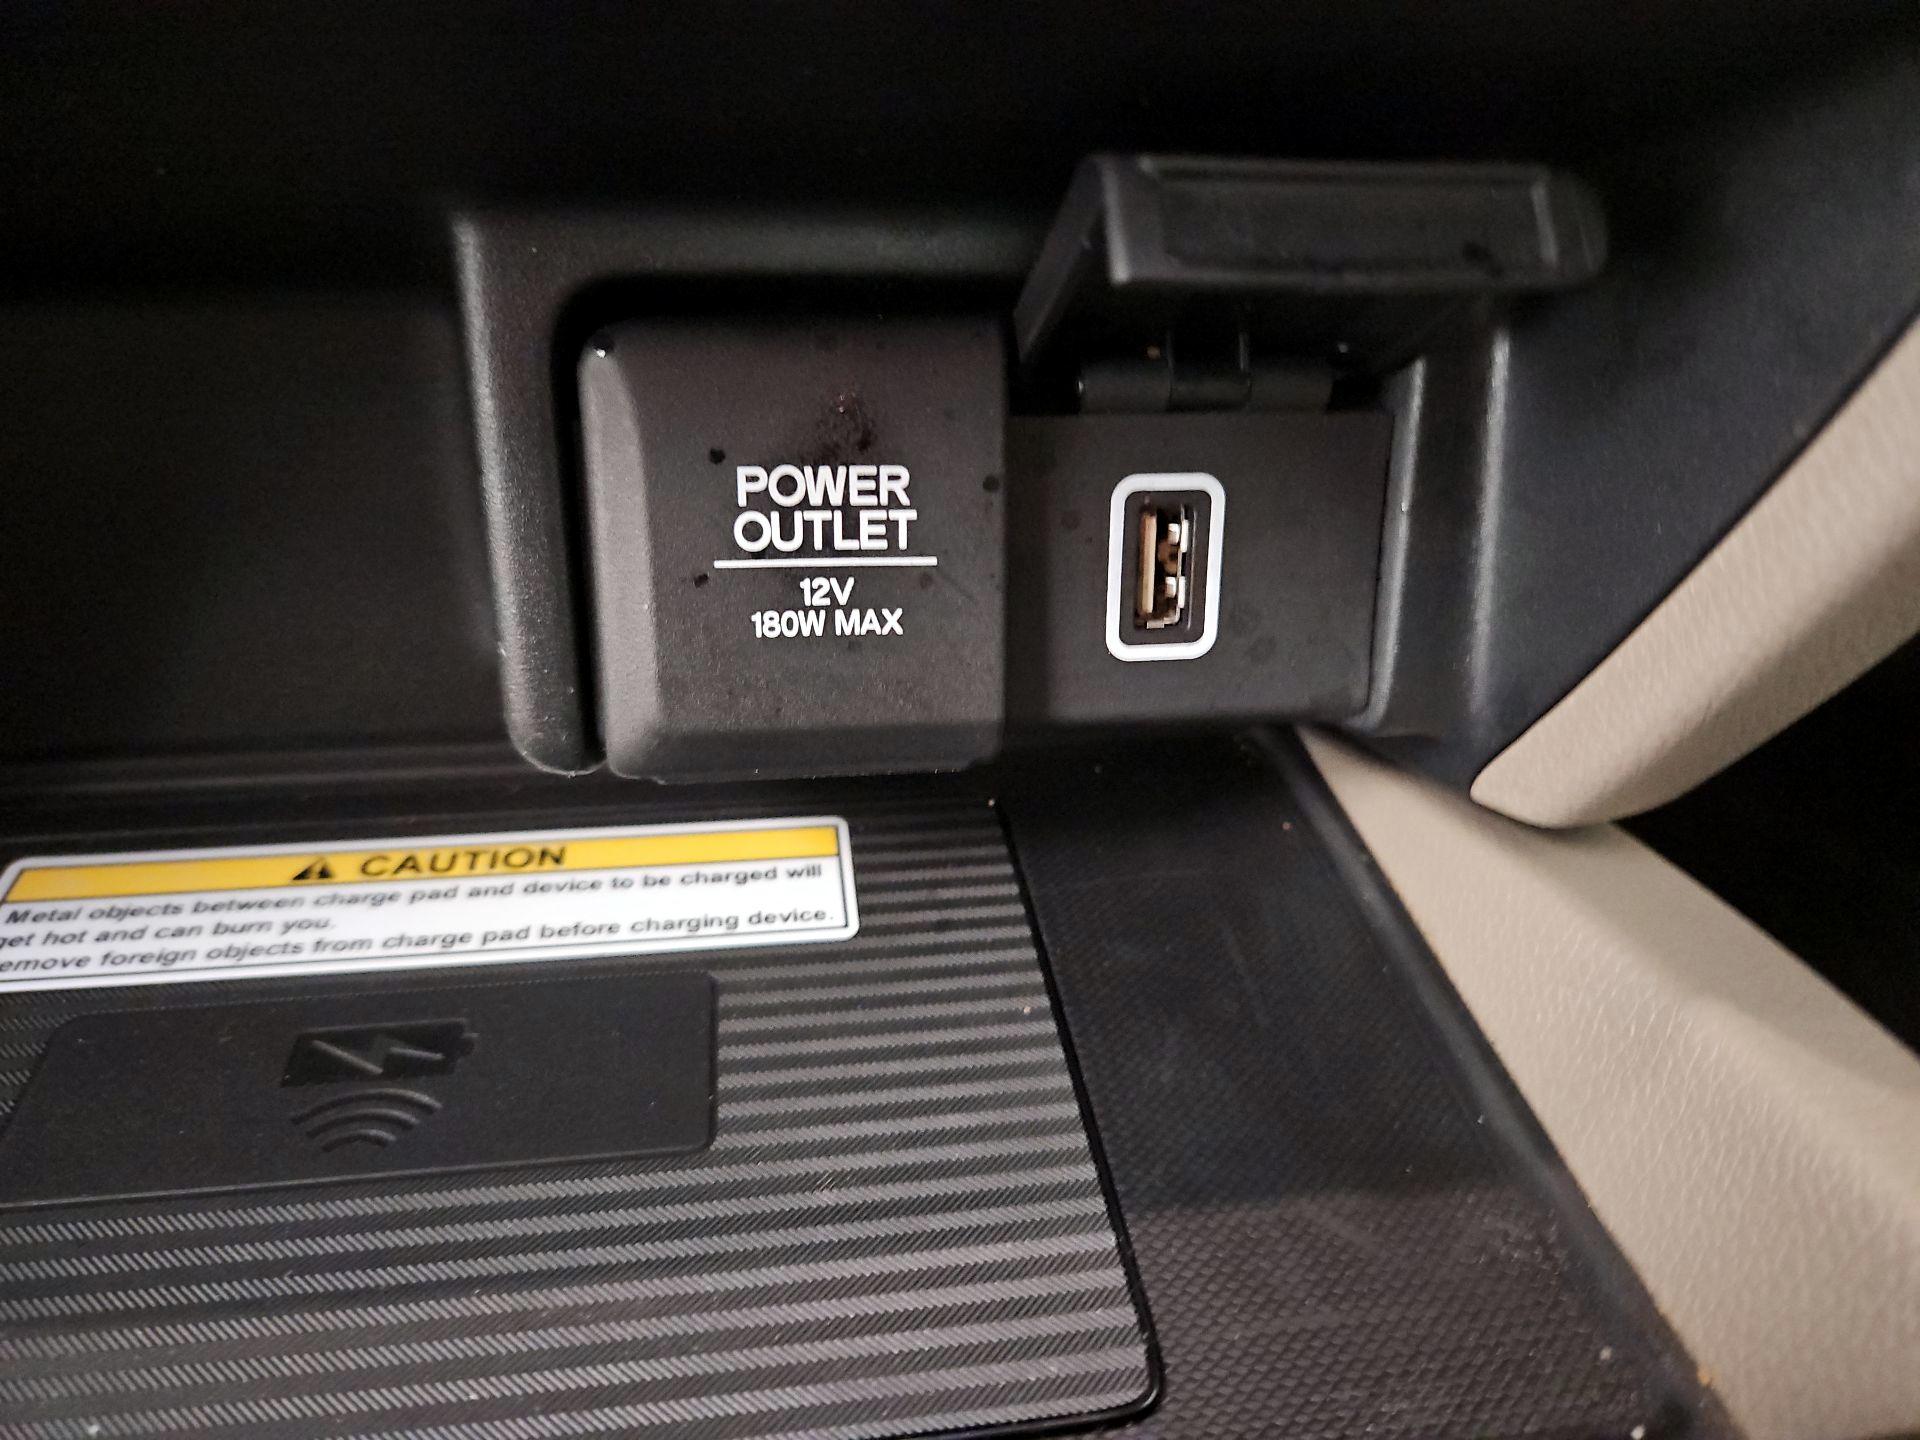 POWER
OUTLET
12V
180W MAX
CAUTION
Metal objects between charge pad and device to be charged will
get hot and can burn you.
emove foreign objects from charge pad before charging device.